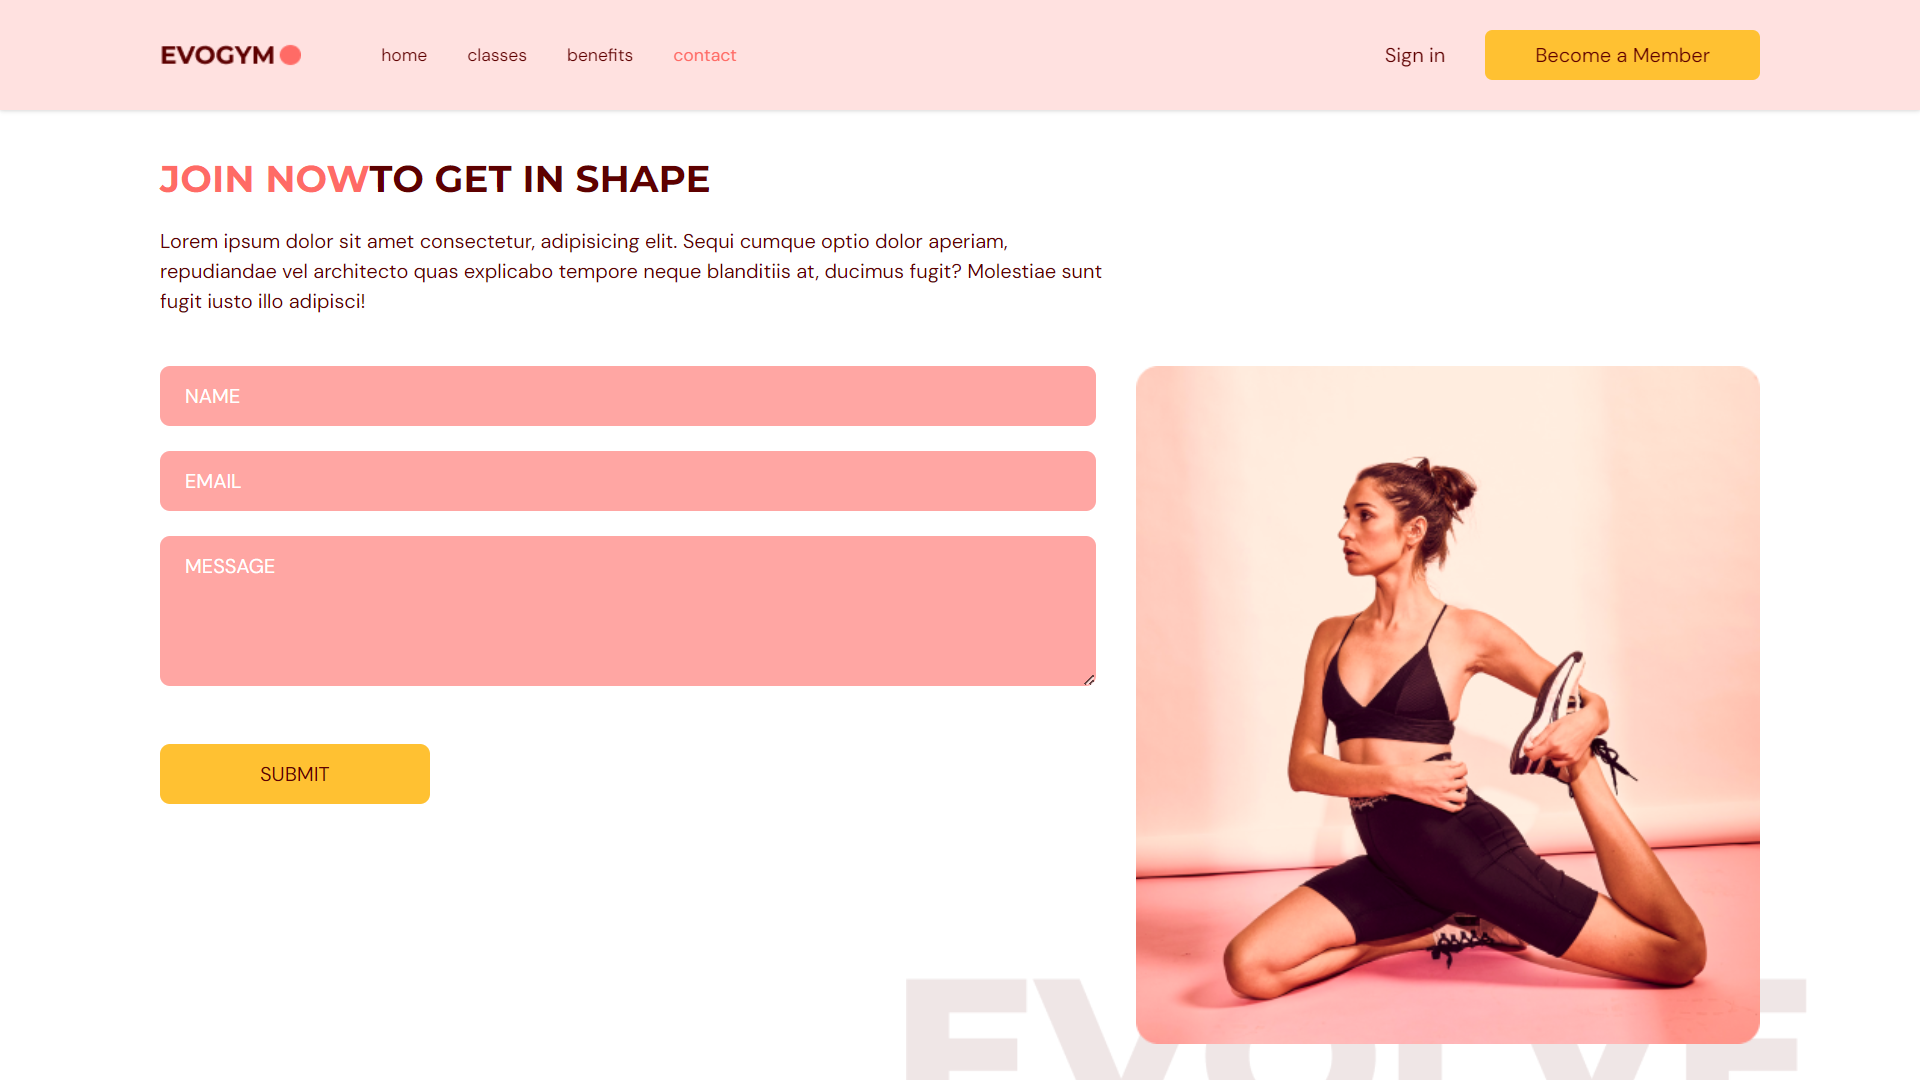 EVOGYM
home classes benefits contact
Sign in
Become a Member
JOIN NOWTO GET IN SHAPE
Lorem ipsum dolor sit amet consectetur, adipisicing elit. Sequi cumque optio dolor aperiam,
repudiandae vel architecto quas explicabo tempore neque blanditiis at, ducimus fugit? Molestiae sunt
fugit iusto illo adipisci!
NAME
EMAIL
MESSAGE
SUBMIT
EVOLVE